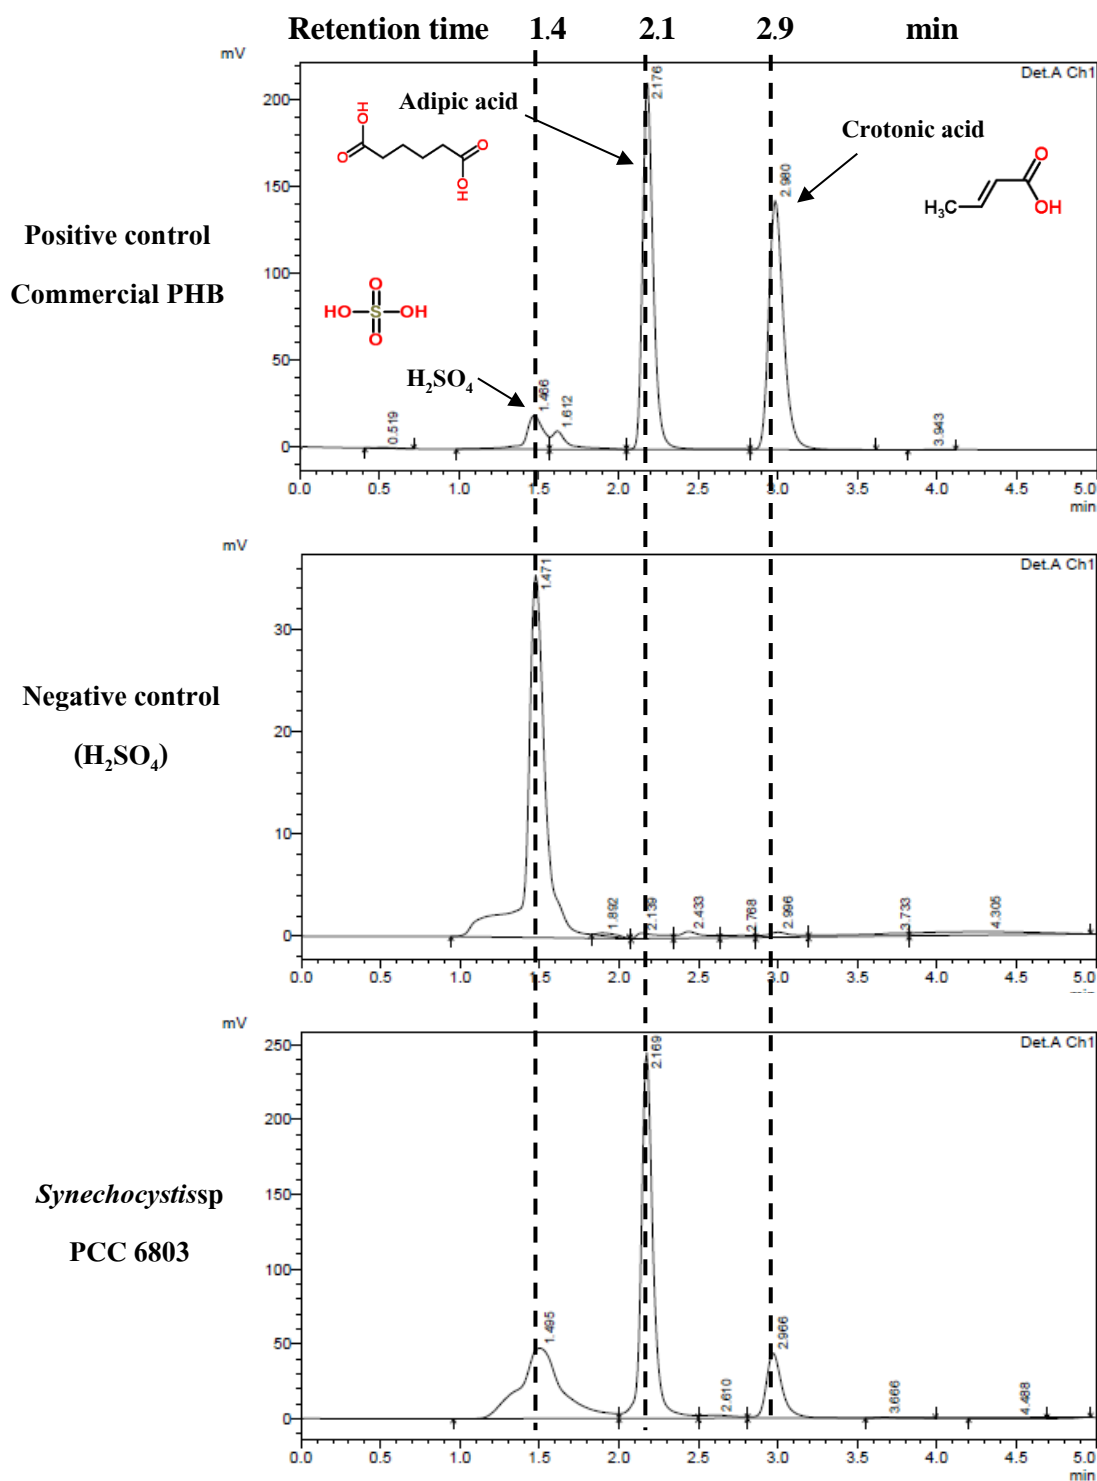 Retention time 1.4 2.1 2.9 min
mV
Det.A Ch1
200
150
100
50
0
Adipic acid
Crotonic acid
OH
O
O
OH
O
OH
H₃C
O
HO S OH
O
H₂SO₄
Positive control
Commercial PHB
0.519
1.466
1.612
2.176
2.980
3.943
0.0 0.5 1.0 1.5 2.0 2.5 3.0 3.5 4.0 4.5 5.0
min
mV
Det.A Ch1
30
20
10
0
Negative control
(H₂SO₄)
1.471
1.892
2.139
2.433
2.768
2.996
3.733
4.305
0.0 0.5 1.0 1.5 2.0 2.5 3.0 3.5 4.0 4.5 5.0
min
mV
Det.A Ch1
250
200
150
100
50
0
Synechocystissp
PCC 6803
1.495
2.169
2.610
2.966
3.666
4.488
0.0 0.5 1.0 1.5 2.0 2.5 3.0 3.5 4.0 4.5 5.0
min